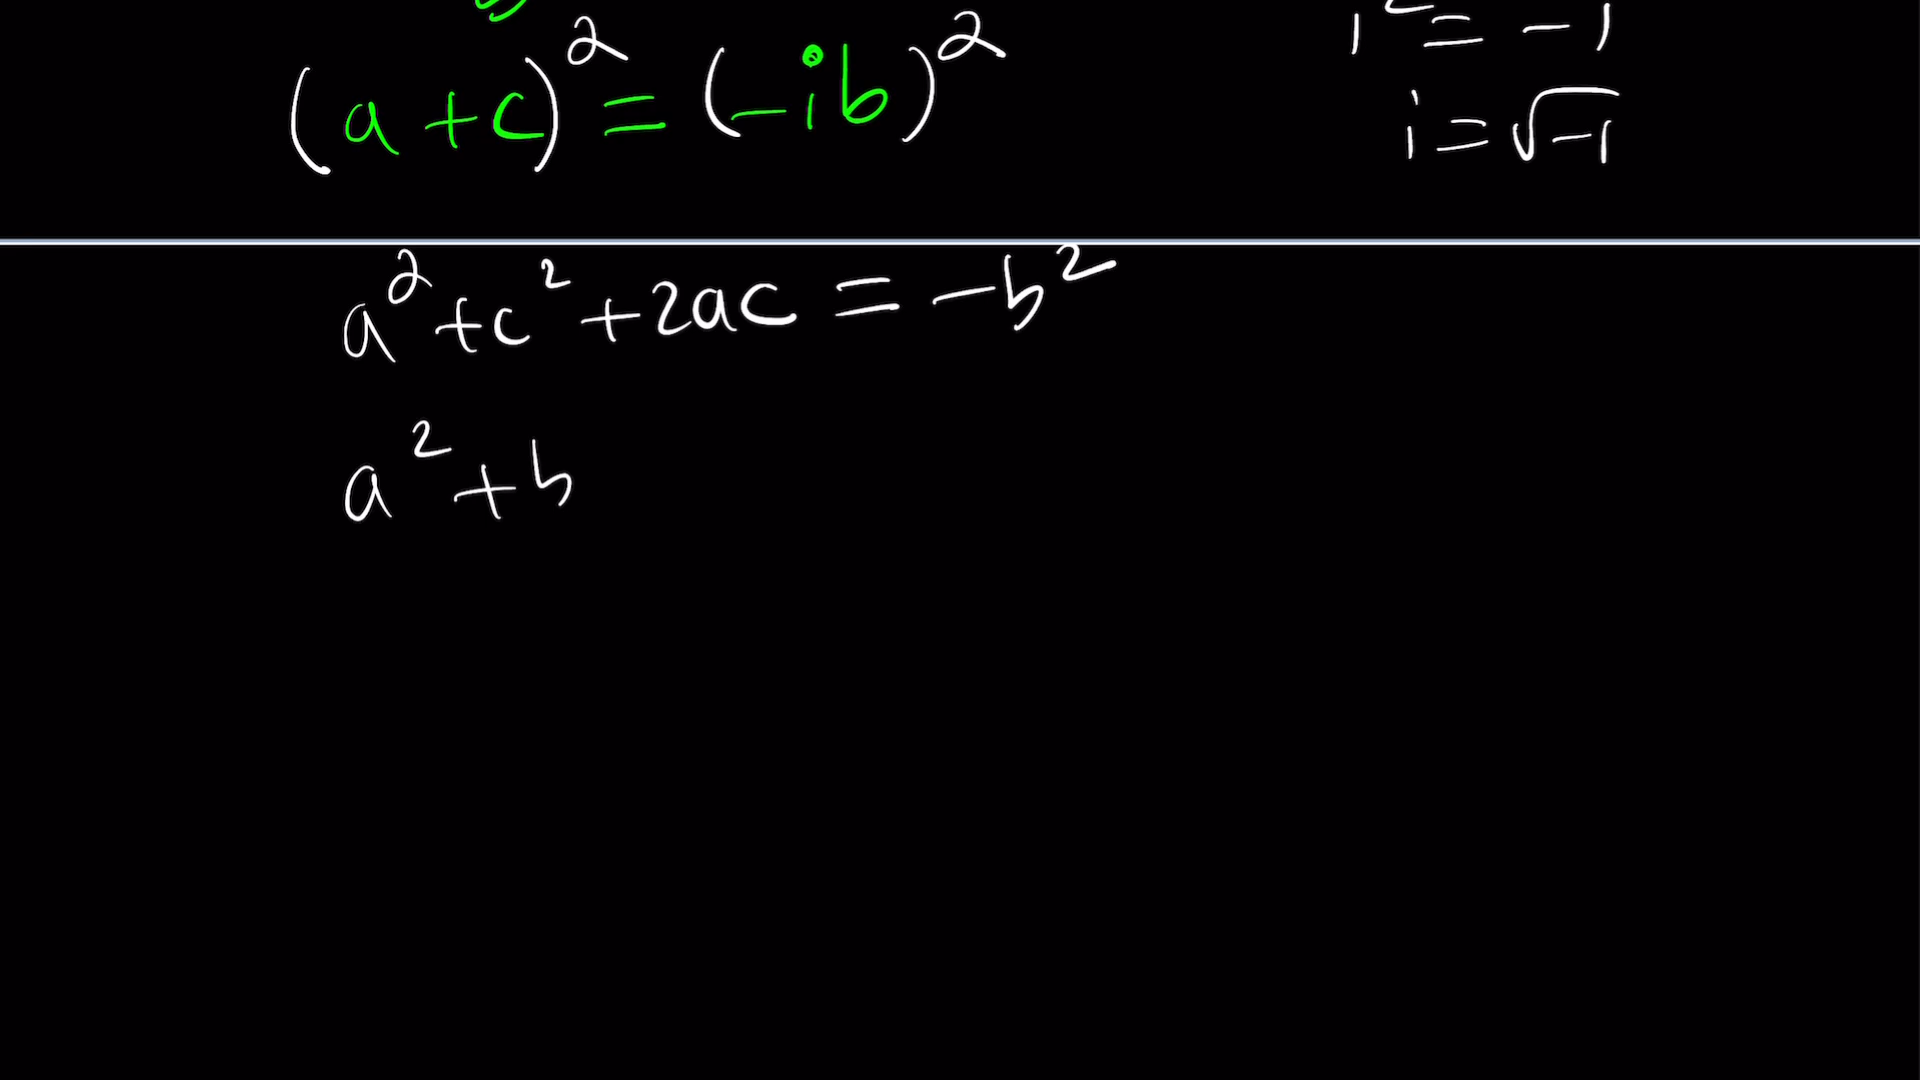 i² = -1
(a+c)² = (-ib)²
i = √-1
a² + c² + 2ac = -b²
a² + b